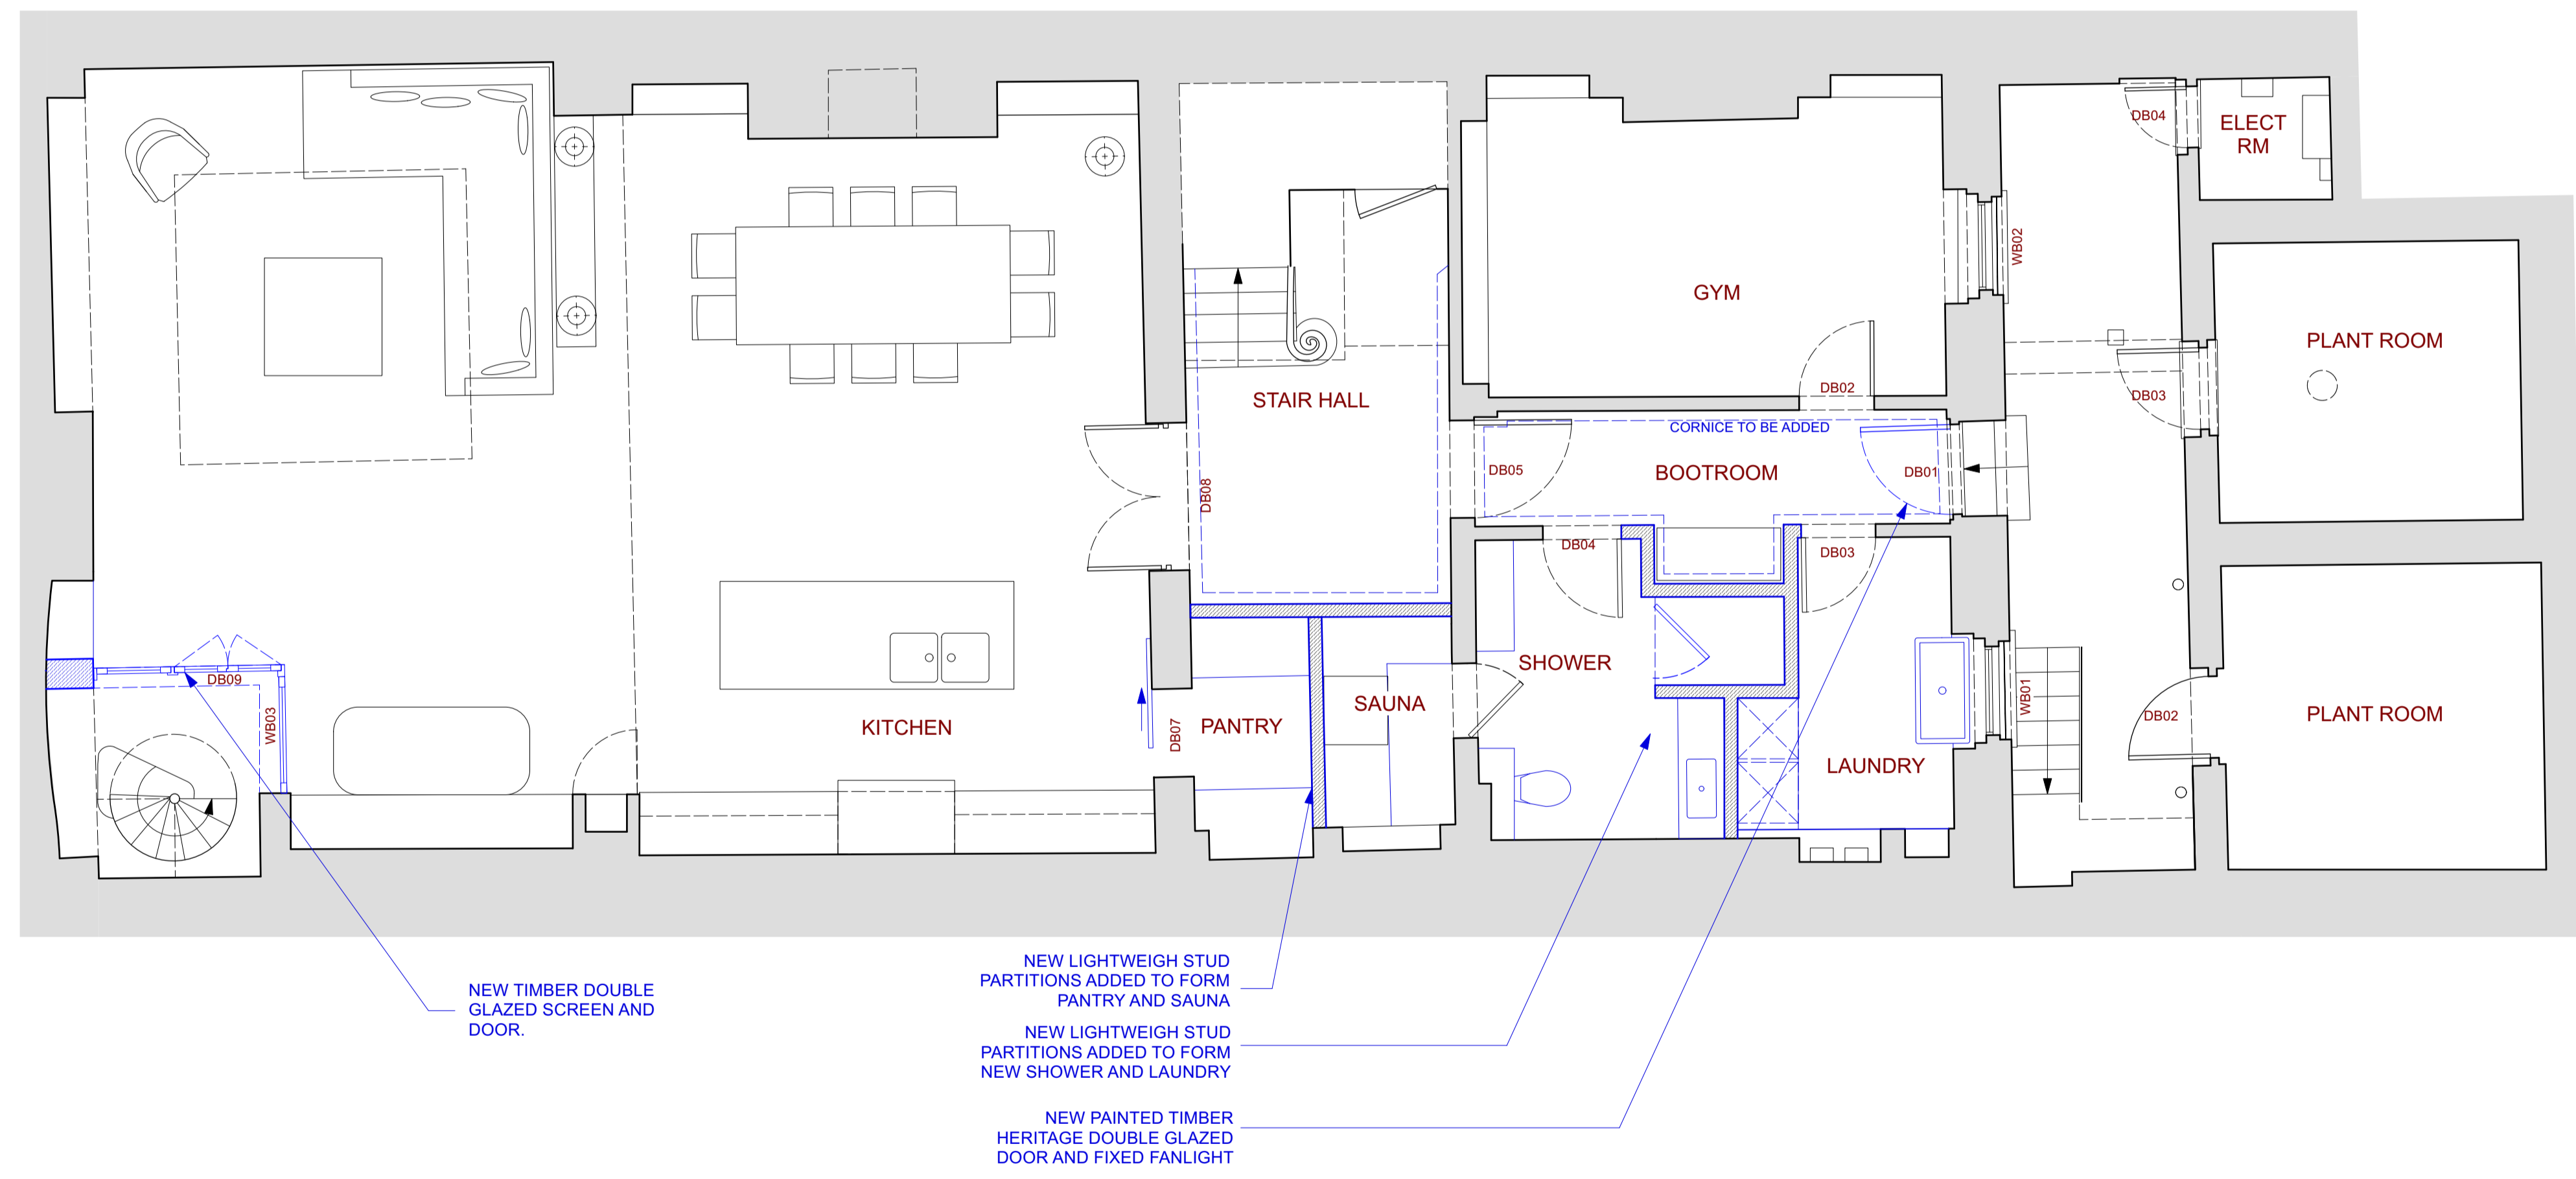 DB04
ELECT
RM
WB02
GYM
PLANT ROOM
DB02
DB03
STAIR HALL
CORNICE TO BE ADDED
DB05
BOOTROOM
DB01
DB08
DB04
DB03
SHOWER
DB09
WB03
SAUNA
WB01
KITCHEN
DB07
PANTRY
DB02
PLANT ROOM
LAUNDRY
NEW TIMBER DOUBLE
GLAZED SCREEN AND
DOOR.
NEW LIGHTWEIGH STUD
PARTITIONS ADDED TO FORM
PANTRY AND SAUNA
NEW LIGHTWEIGH STUD
PARTITIONS ADDED TO FORM
NEW SHOWER AND LAUNDRY
NEW PAINTED TIMBER
HERITAGE DOUBLE GLAZED
DOOR AND FIXED FANLIGHT